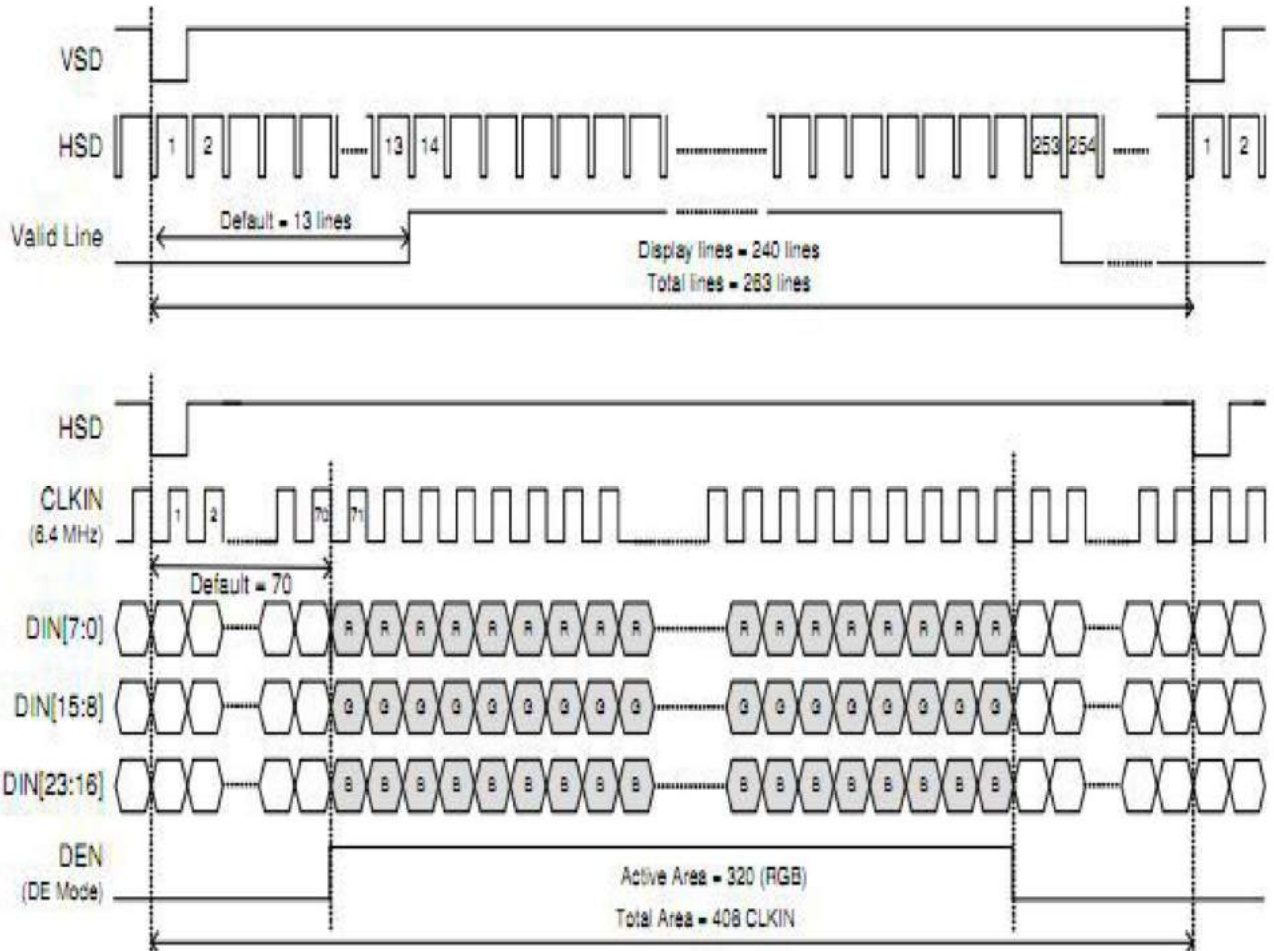 VSD
HSD 1 2 13 14 253 254 1 2
Valid Line
Default = 13 lines
Display lines = 240 lines
Total lines = 263 lines
HSD
CLKIN 1 2 70 71
(6.4 MHz)
Default = 70
DIN[7:0] R R R R R R R R R R R R R R R R R
DIN[15:8] G G G G G G G G G G G G G G G G G
DIN[23:16] B B B B B B B B B B B B B B B B B
DEN
(DE Mode)
Active Area = 320 (RGB)
Total Area = 408 CLKIN